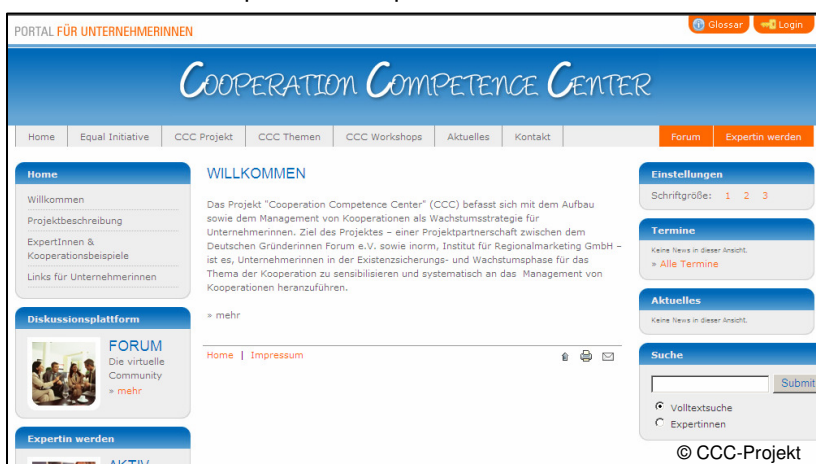 PORTAL FÜR UNTERNEHMERINNEN
Glossar
Login
COOPERATION COMPETENCE CENTER
Home
Equal Initiative
CCC Projekt
CCC Themen
CCC Workshops
Aktuelles
Kontakt
Forum
Expertin werden
Home
Willkommen
Projektbeschreibung
ExpertInnen &
Kooperationsbeispiele
Links für Unternehmerinnen
Diskussionsplattform
FORUM
Die virtuelle
Community
» mehr
Expertin werden
AKTIV
WILLKOMMEN
Das Projekt "Cooperation Competence Center" (CCC) befasst sich mit dem Aufbau
sowie dem Management von Kooperationen als Wachstumsstrategie für
Unternehmerinnen. Ziel des Projektes – einer Projektpartnerschaft zwischen dem
Deutschen Gründerinnen Forum e.V. sowie inorm, Institut für Regionalmarketing GmbH –
ist es, Unternehmerinnen in der Existenzsicherungs- und Wachstumsphase für das
Thema der Kooperation zu sensibilisieren und systematisch an das Management von
Kooperationen heranzuführen.
» mehr
Home | Impressum
Einstellungen
Schriftgröße: 1 2 3
Termine
Keine News in dieser Ansicht.
» Alle Termine
Aktuelles
Keine News in dieser Ansicht.
Suche
Submit
Volltextsuche
Expertinnen
© CCC-Projekt